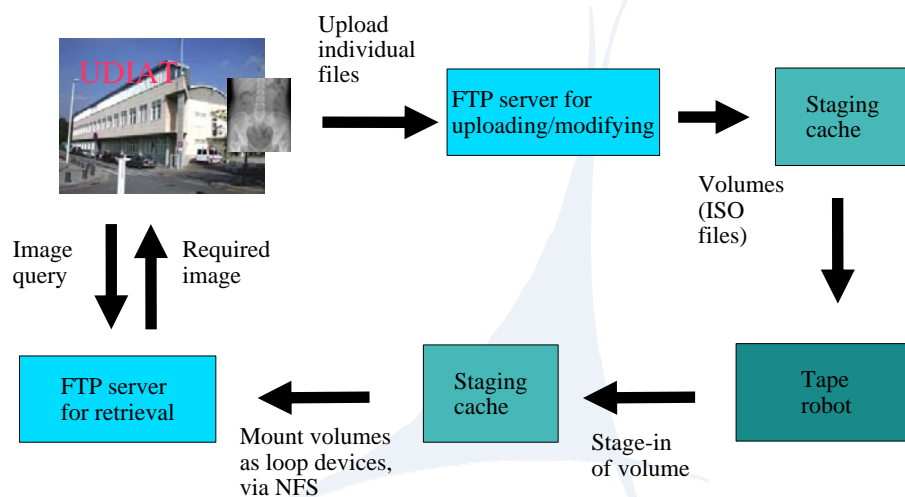 Upload
individual
files
UDIAT
FTP server for
uploading/modifying
Staging
cache
Volumes
(ISO
files)
Image
query
Required
image
FTP server
for retrieval
Mount volumes
as loop devices,
via NFS
Staging
cache
Stage-in
of volume
Tape
robot